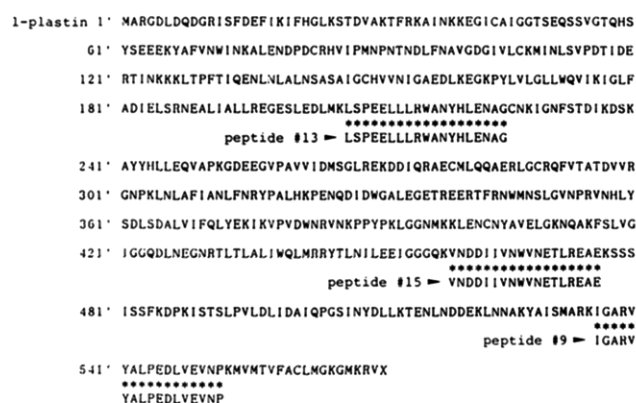 l-plastin 1' MARGDLDQDGRISFDEFIKIFHGLKSTDVAKTFRKAINKKEGICAIGGTSEQSSVGTQHS
61' YSEEEKYAFVNWINKALENDPDCRHVIPMNPNTNDLFNAVGDGIVLCKMINLSVPDTIDE
121' RTINKKKLTPFTIQENLNLALNSASAIGCHVVNIGAEDLKEGKPYLVLGLLWQVIKIGLF
181' ADIELSRNEALIALLREGESLEDLMKLSPEELLLRWANYHLENAGCNKIGNFSTDIKDSK
*******************
peptide #13 ► LSPEELLLRWANYHLENAG
241' AYYHLLEQVAPKGDEEGVPAVVIDMSGLREKDDIQRAECMLQQAERLGCRQFVTATDVVR
301' GNPKLNLAFIANLFNRYPALHKPENQDIDWGALEGETREERTFRNWMNSLGVNPRVNHLY
361' SDLSDALVIFQLYEKIKVPVDWNRVNKPPYPKLGGNMKKLENCNYAVELGKNQAKFSLVG
421' IGGQDLNEGNRTLTLALIWQLMRRYTLNILEEIGGGQKVNDDIIVNWVNETLREAEKSSS
******************
peptide #15 ► VNDDIIVNWVNETLREAE
481' ISSFKDPKISTSLPVLDLIDAIQPGSINYDLLKTENLNDDEKLNNAKYAISMARKIGARV
*****
peptide #9 ► IGARV
541' YALPEDLVEVNPKMVMTVFACLMGKGMKRVX
************
YALPEDLVEVNP